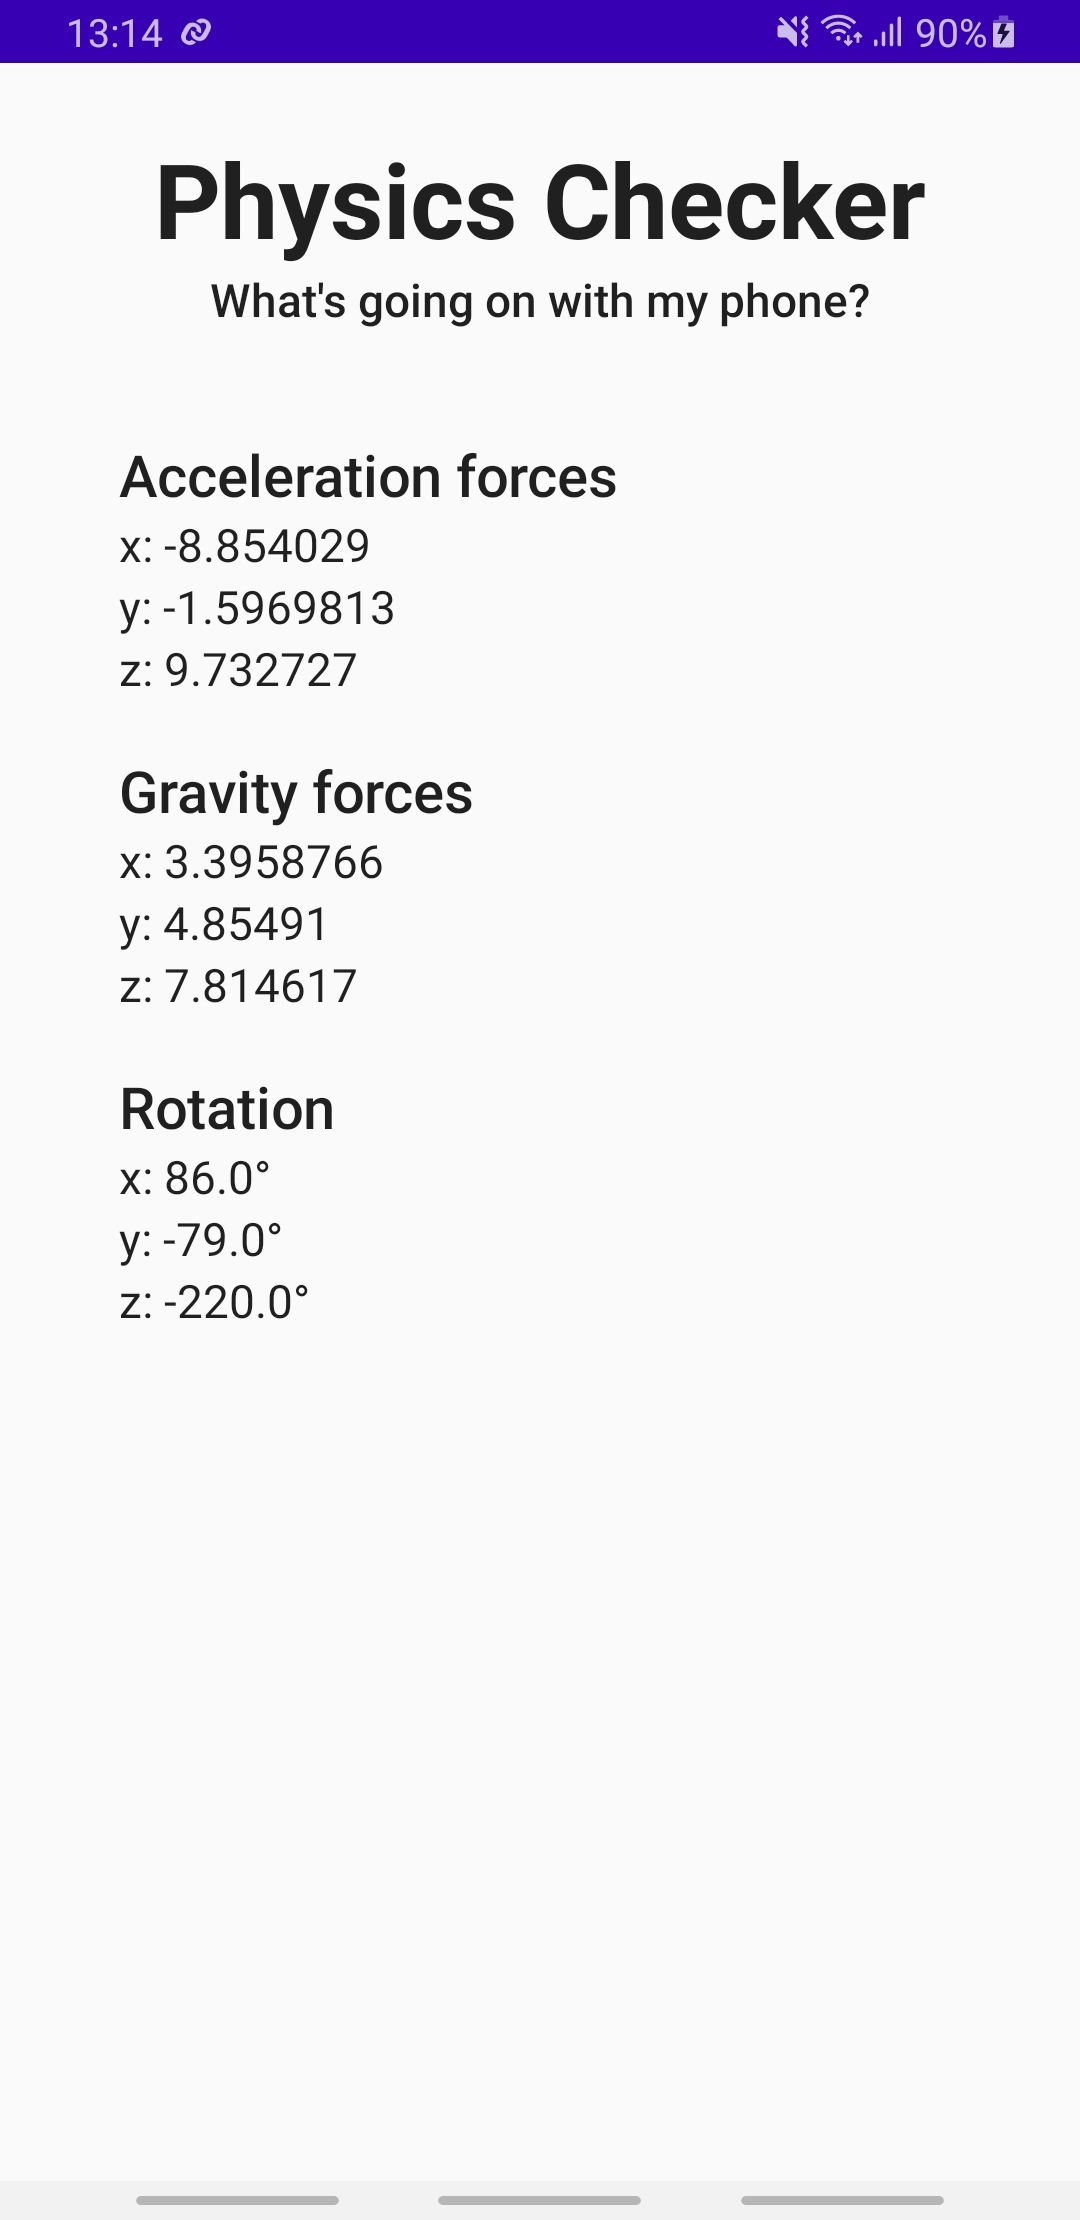 13:14
90%
Physics Checker
What's going on with my phone?
Acceleration forces
x: -8.854029
y: -1.5969813
z: 9.732727
Gravity forces
x: 3.3958766
y: 4.85491
z: 7.814617
Rotation
x: 86.0°
y: -79.0°
z: -220.0°